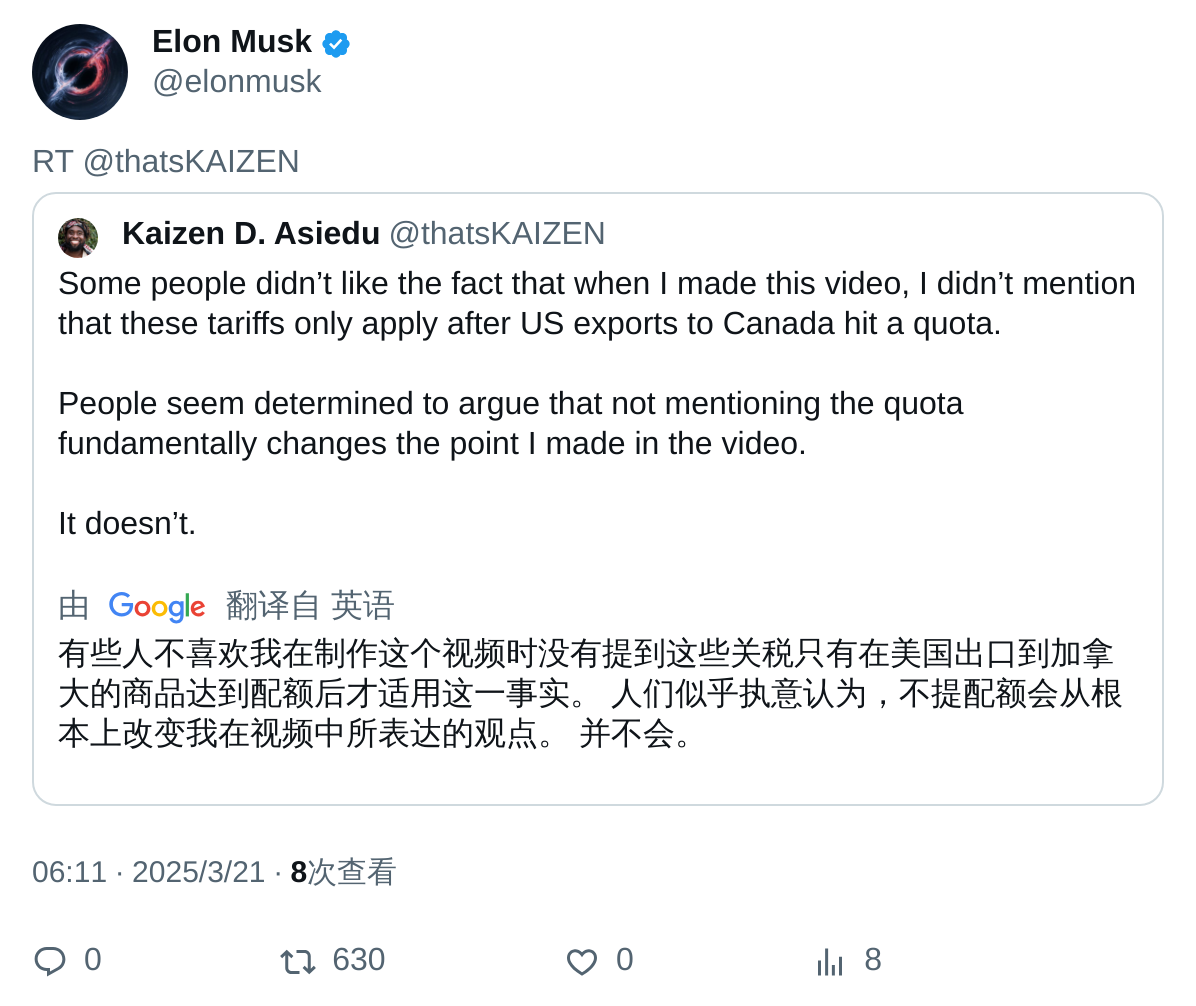 Elon Musk
@elonmusk
RT @thatsKAIZEN
Kaizen D. Asiedu @thatsKAIZEN
Some people didn’t like the fact that when I made this video, I didn’t mention
that these tariffs only apply after US exports to Canada hit a quota.
People seem determined to argue that not mentioning the quota
fundamentally changes the point I made in the video.
It doesn’t.
由 Google 翻译自 英语
有些人不喜欢我在制作这个视频时没有提到这些关税只有在美国出口到加拿
大的商品达到配额后才适用这一事实。 人们似乎执意认为，不提配额会从根
本上改变我在视频中所表达的观点。 并不会。
06:11 · 2025/3/21 · 8次查看
0 630 0 8